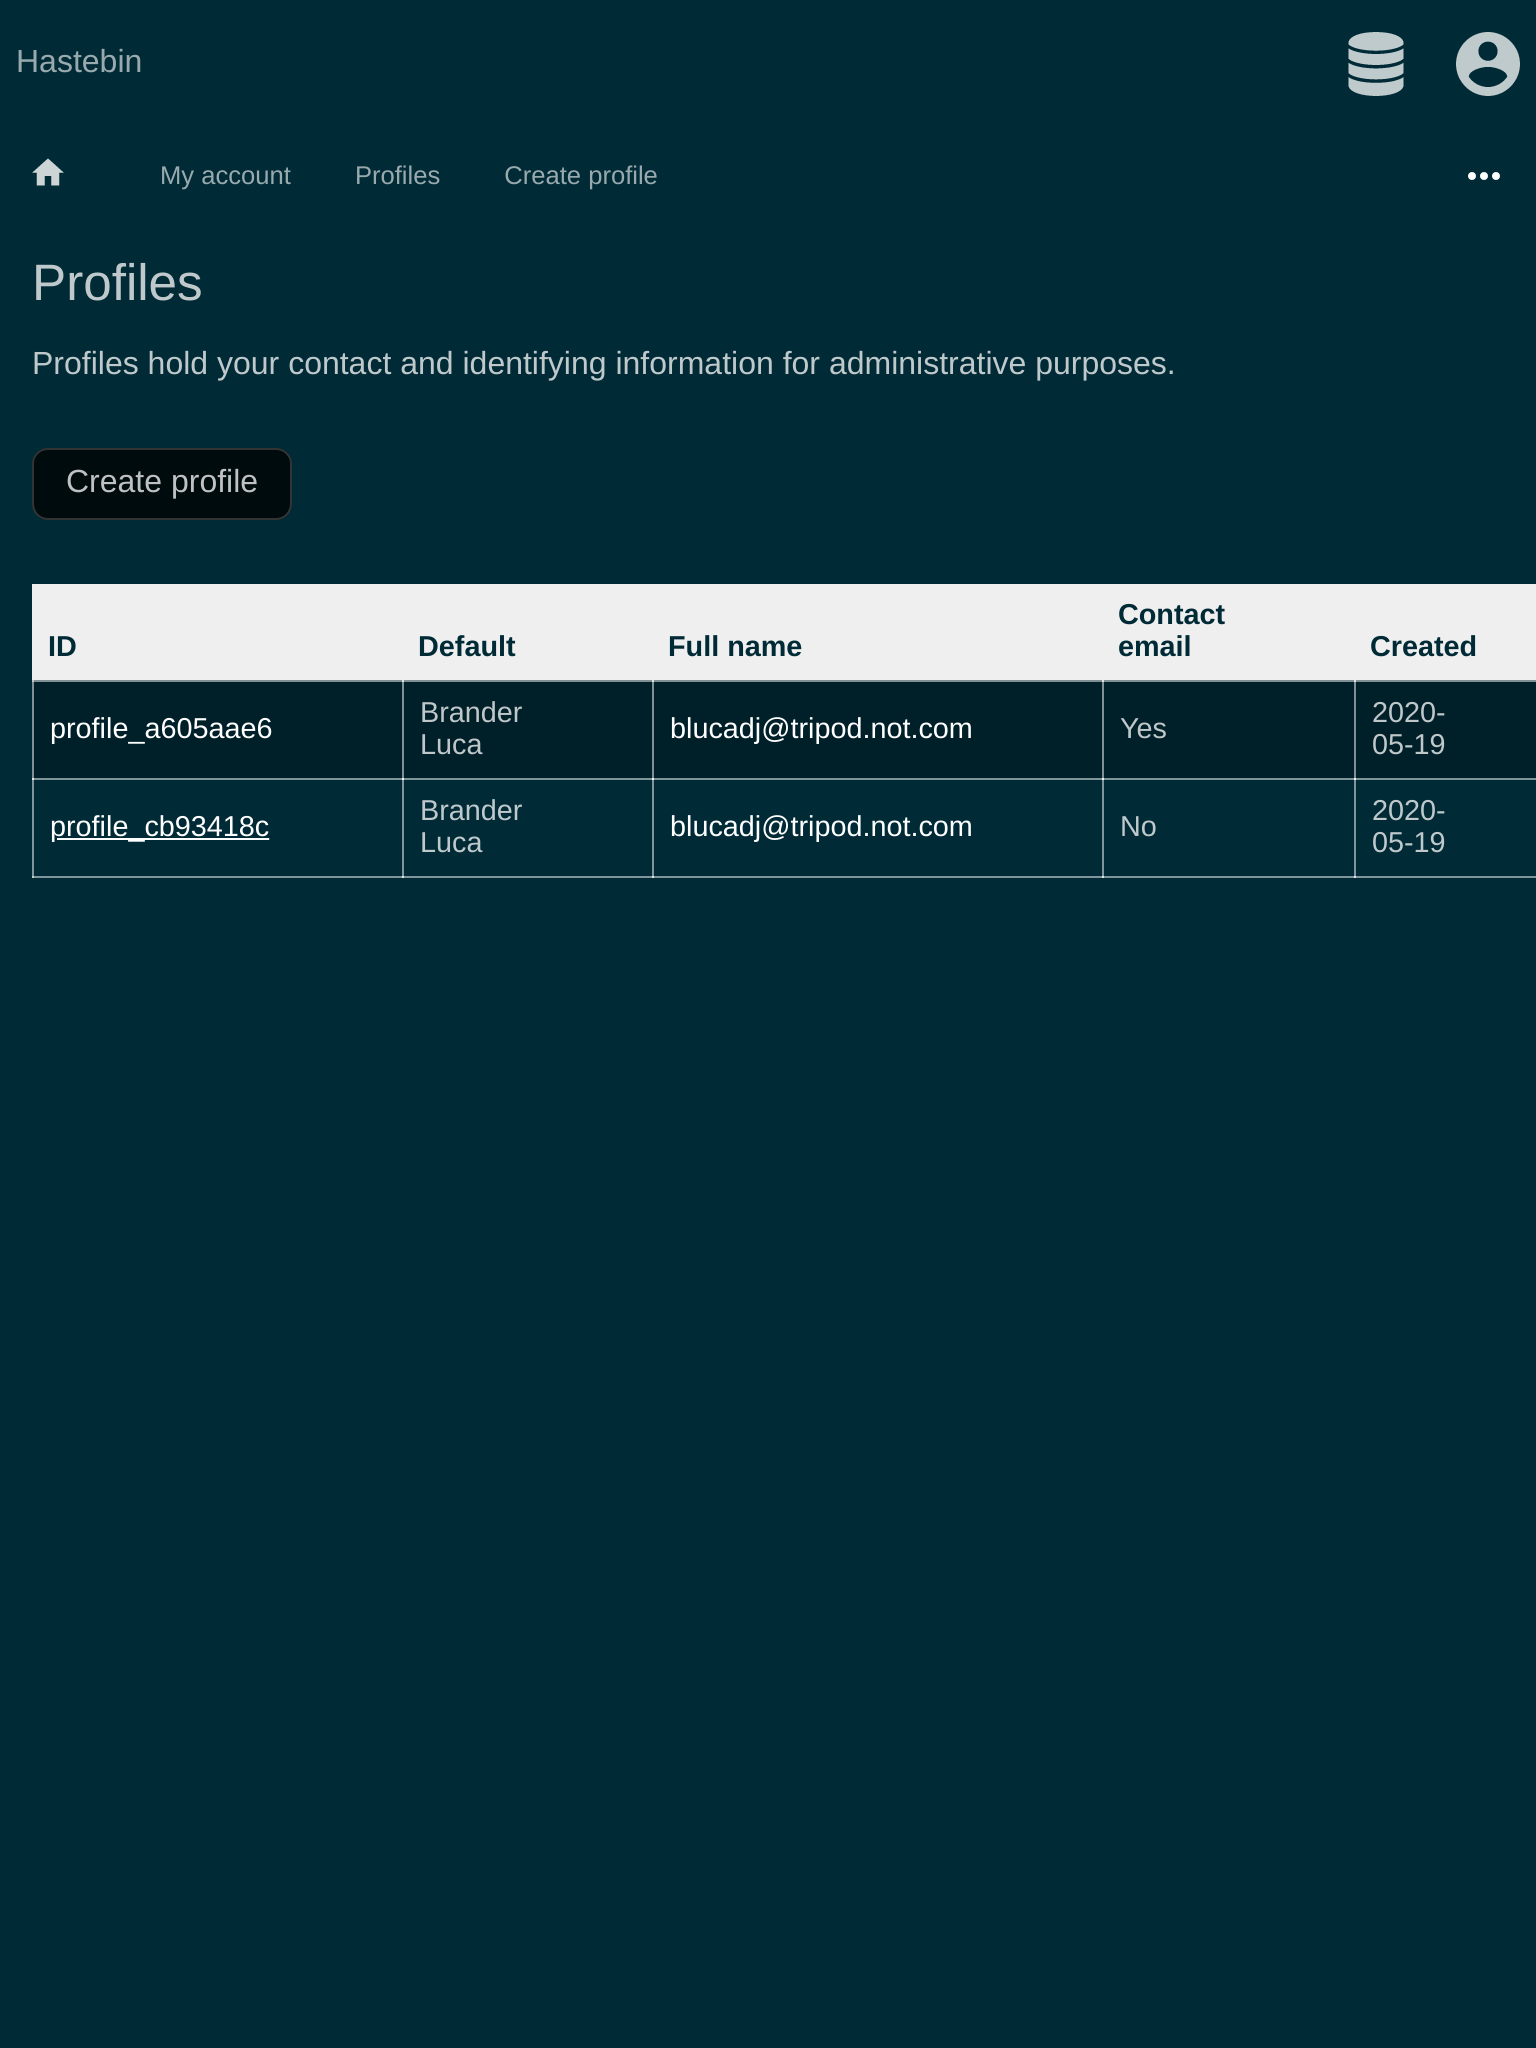 Hastebin
My account Profiles Create profile
Profiles
Profiles hold your contact and identifying information for administrative purposes.
Create profile
ID Default Full name Contact email Created
profile_a605aae6 Brander Luca blucadj@tripod.not.com Yes 2020-05-19
profile_cb93418c Brander Luca blucadj@tripod.not.com No 2020-05-19